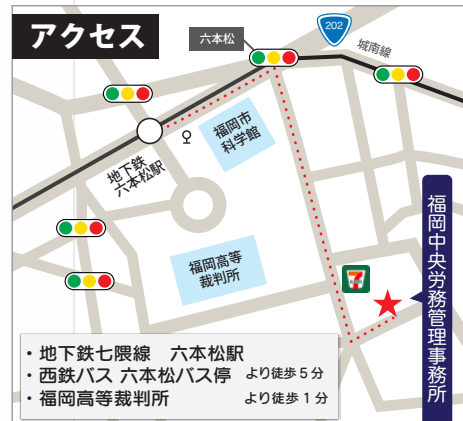 アクセス
六本松
202
城南線
福岡市
科学館
地下鉄
六本松駅
福岡高等
裁判所
7
福岡中央労務管理事務所
・地下鉄七隈線 六本松駅
・西鉄バス 六本松バス停 より徒歩5分
・福岡高等裁判所 より徒歩1分